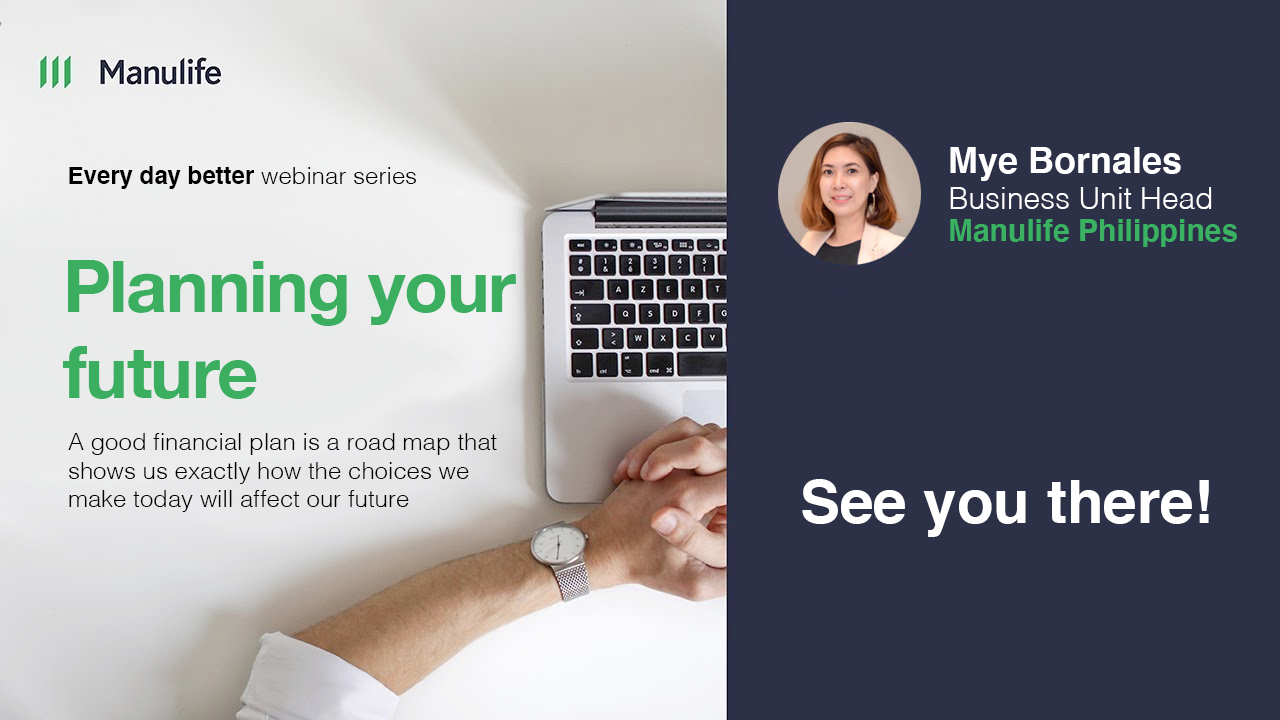 Manulife
Every day better webinar series
Planning your
future
A good financial plan is a road map that
shows us exactly how the choices we
make today will affect our future
Mye Bornales
Business Unit Head
Manulife Philippines
See you there!